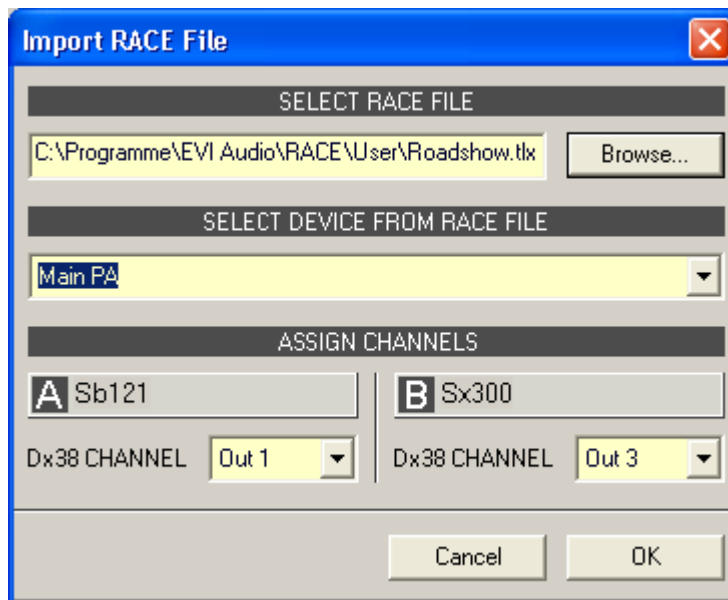 Import RACE File
SELECT RACE FILE
C:\Programme\EVI Audio\RACE\User\Roadshow.tlx Browse...
SELECT DEVICE FROM RACE FILE
Main PA
ASSIGN CHANNELS
A Sb121 B Sx300
Dx38 CHANNEL Out 1 Dx38 CHANNEL Out 3
Cancel OK